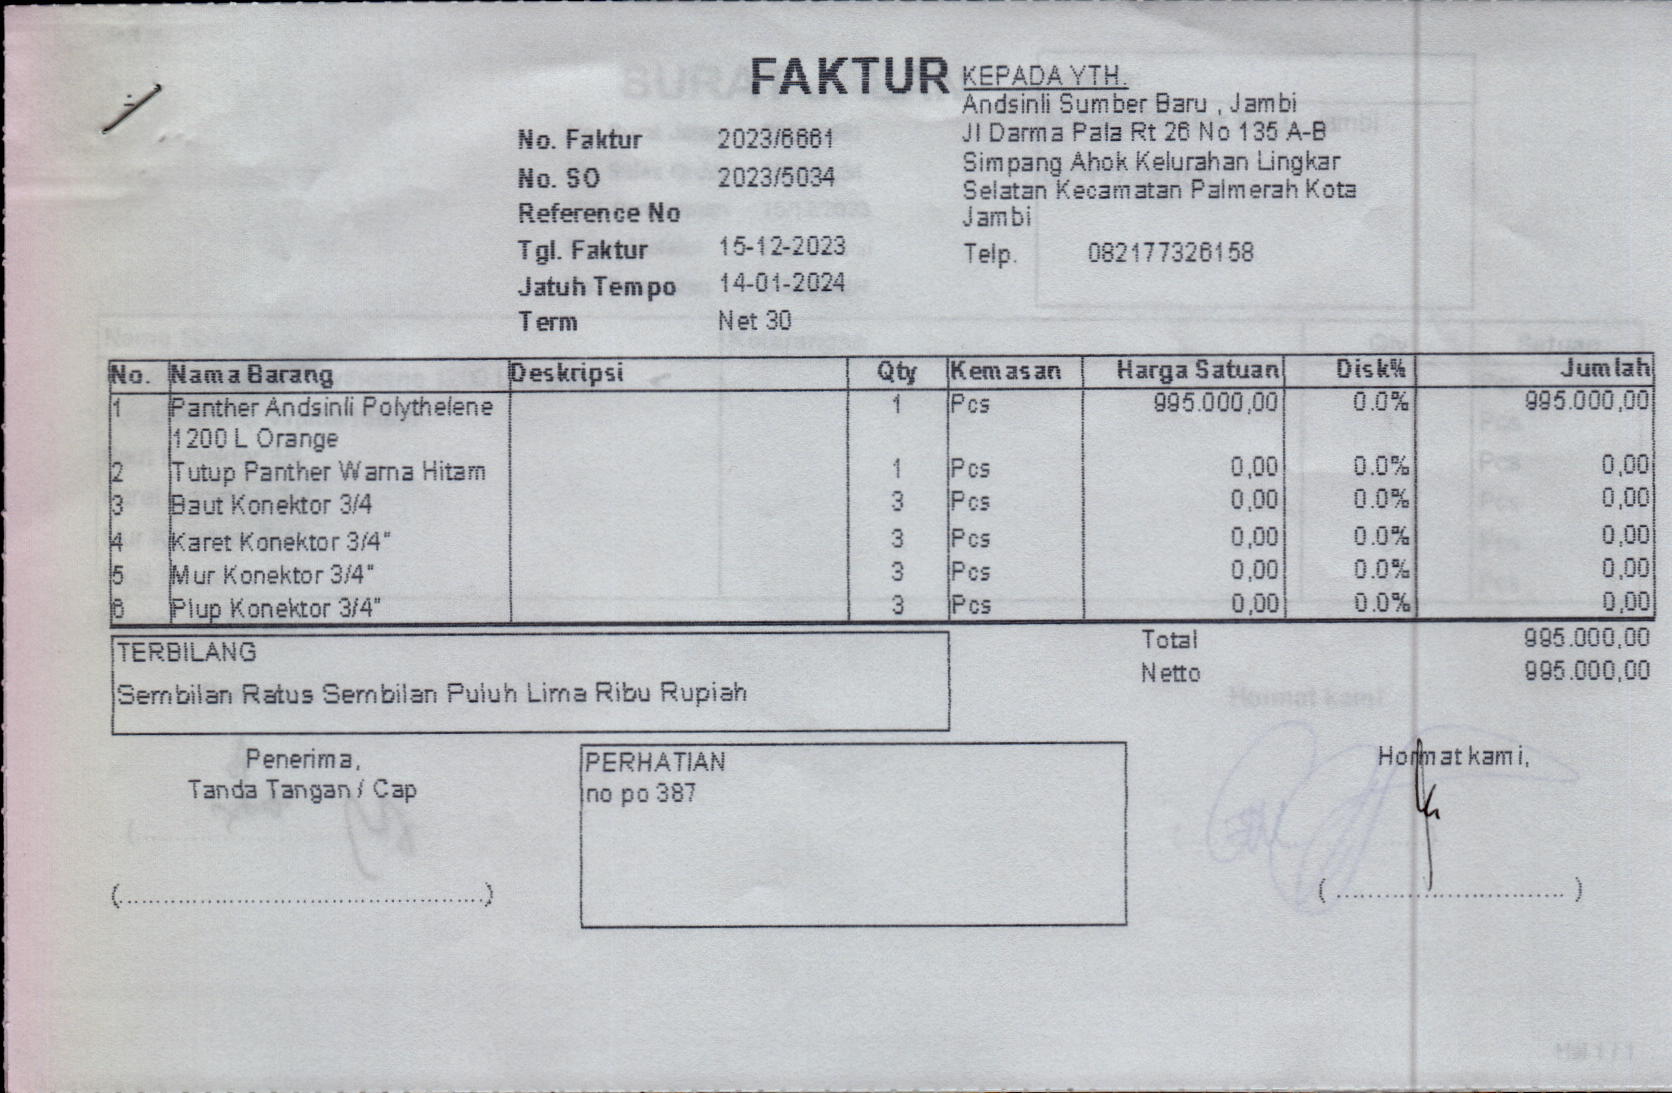 FAKTUR
No. Faktur 2023/6661
No. SO 2023/5034
Reference No
Tgl. Faktur 15-12-2023
Jatuh Tempo 14-01-2024
Term Net 30
KEPADA YTH.
Andsinli Sumber Baru , Jambi
Jl Darma Pala Rt 26 No 135 A-B
Simpang Ahok Kelurahan Lingkar
Selatan Kecamatan Palmerah Kota
Jambi
Telp. 082177326158
No. Nama Barang Deskripsi Qty Kemasan Harga Satuan Disk% Jumlah
1 Panther Andsinli Polythelene 1 Pcs 995.000,00 0.0% 995.000,00
1200 L Orange
2 Tutup Panther Warna Hitam 1 Pcs 0,00 0.0% 0,00
3 Baut Konektor 3/4 3 Pcs 0,00 0.0% 0,00
4 Karet Konektor 3/4" 3 Pcs 0,00 0.0% 0,00
5 Mur Konektor 3/4" 3 Pcs 0,00 0.0% 0,00
6 Plup Konektor 3/4" 3 Pcs 0,00 0.0% 0,00
Total 995.000,00
Netto 995.000,00
TERBILANG
Sembilan Ratus Sembilan Puluh Lima Ribu Rupiah
Penerima,
Tanda Tangan / Cap
(................................................)
PERHATIAN
no po 387
Hormat kami,
( .............................. )